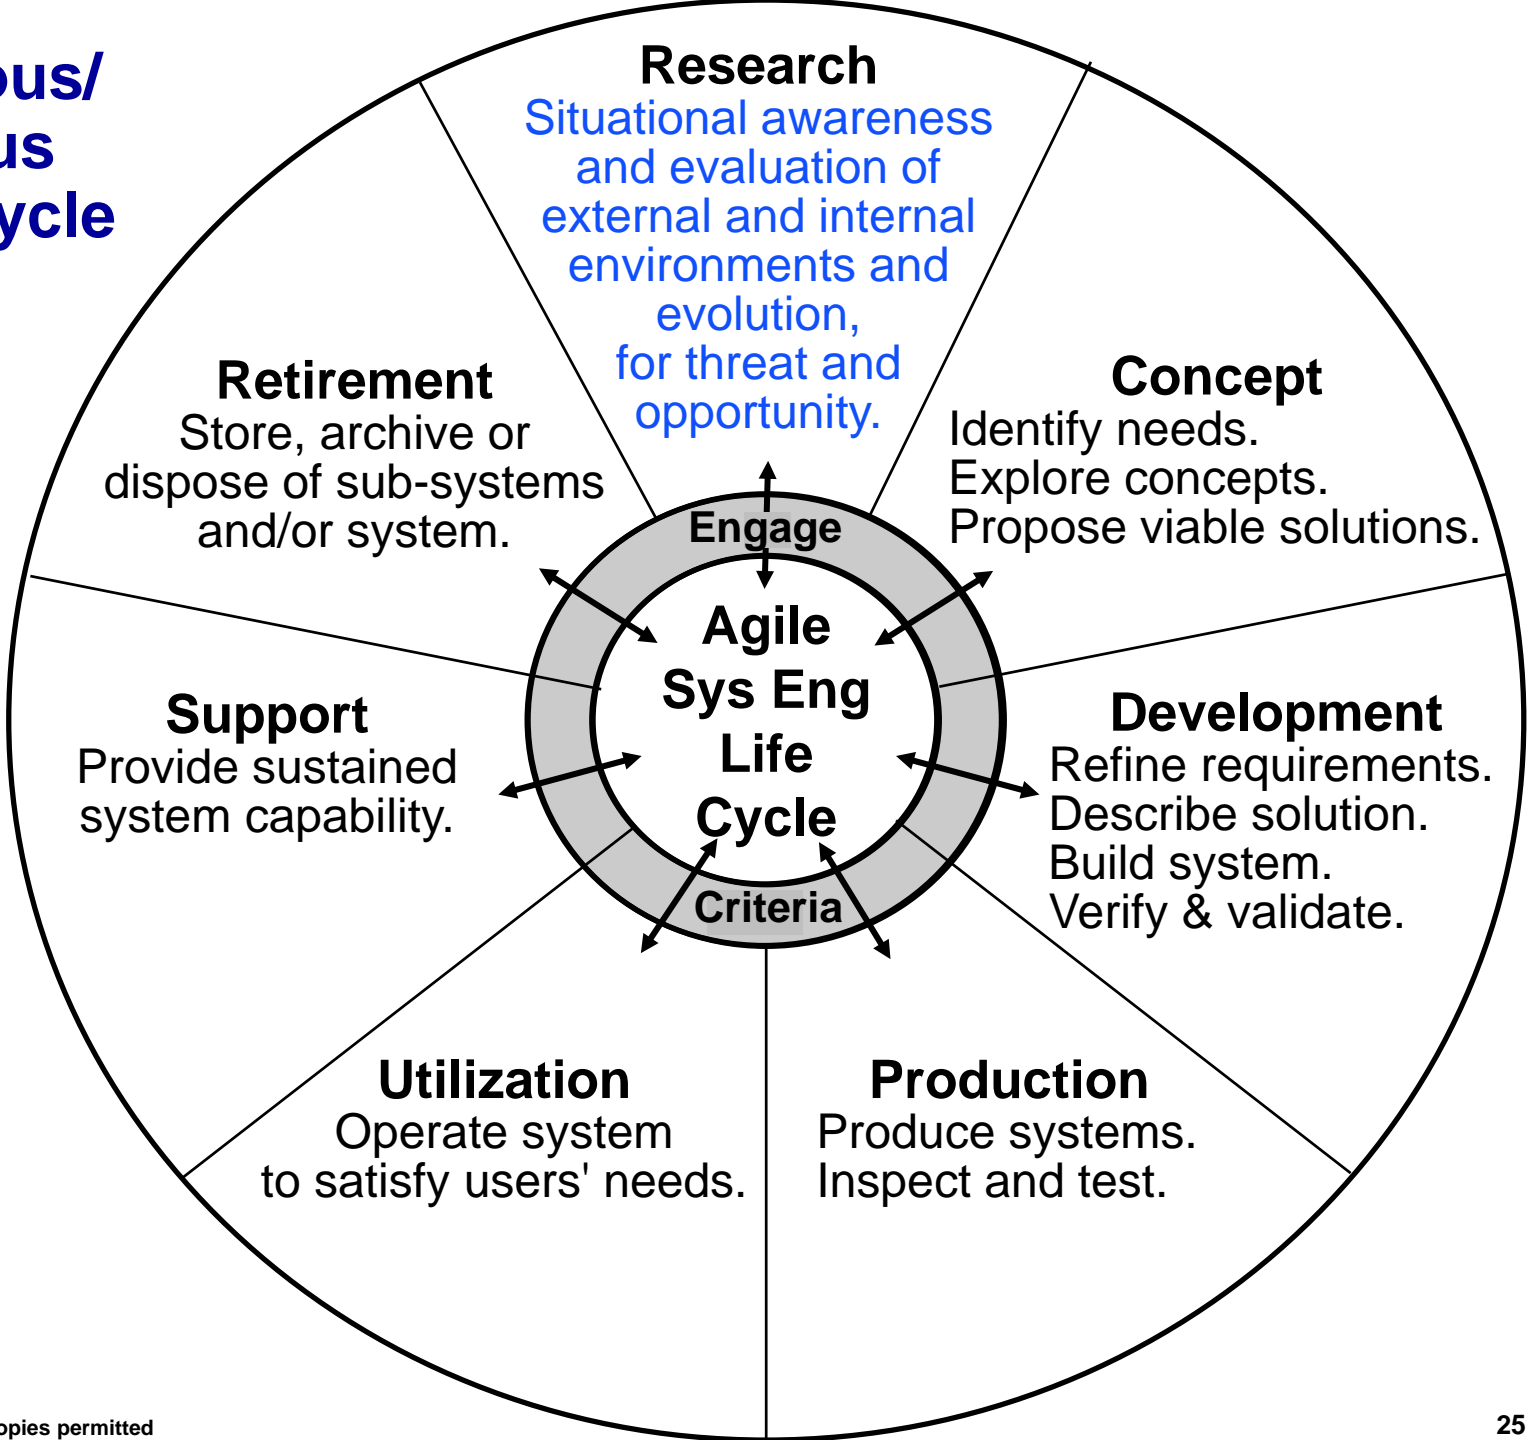 ous/
us
ycle
Research
Situational awareness
and evaluation of
external and internal
environments and
evolution,
for threat and
opportunity.
Concept
Identify needs.
Explore concepts.
Propose viable solutions.
Development
Refine requirements.
Describe solution.
Build system.
Verify & validate.
Production
Produce systems.
Inspect and test.
Utilization
Operate system
to satisfy users' needs.
Support
Provide sustained
system capability.
Retirement
Store, archive or
dispose of sub-systems
and/or system.
Engage
Agile
Sys Eng
Life
Cycle
Criteria
opies permitted
25